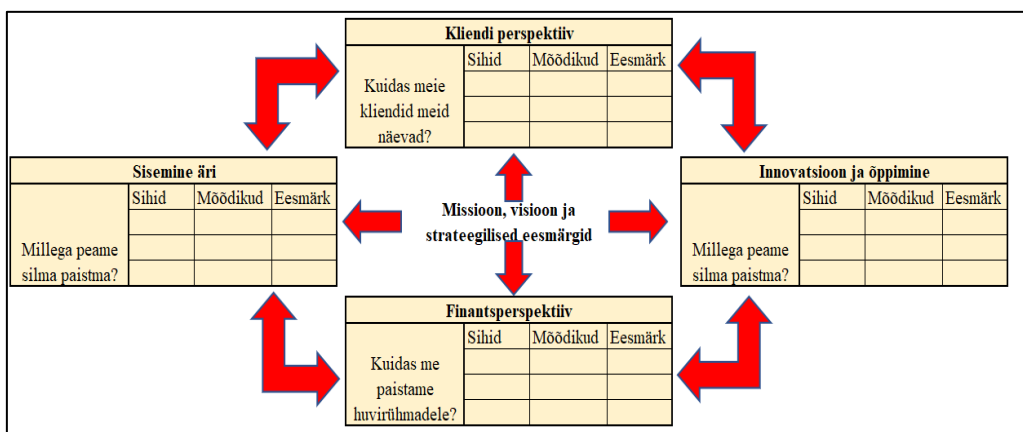 Kliendi perspektiiv
Sihid Mõõdikud Eesmärk
Kuidas meie
kliendid meid
näevad?
Sisemine äri
Sihid Mõõdikud Eesmärk
Millega peame
silma paistma?
Missioon, visioon ja
strateegilised eesmärgid
Innovatsioon ja õppimine
Sihid Mõõdikud Eesmärk
Millega peame
silma paistma?
Finantsperspektiiv
Sihid Mõõdikud Eesmärk
Kuidas me
paistame
huvirühmadele?